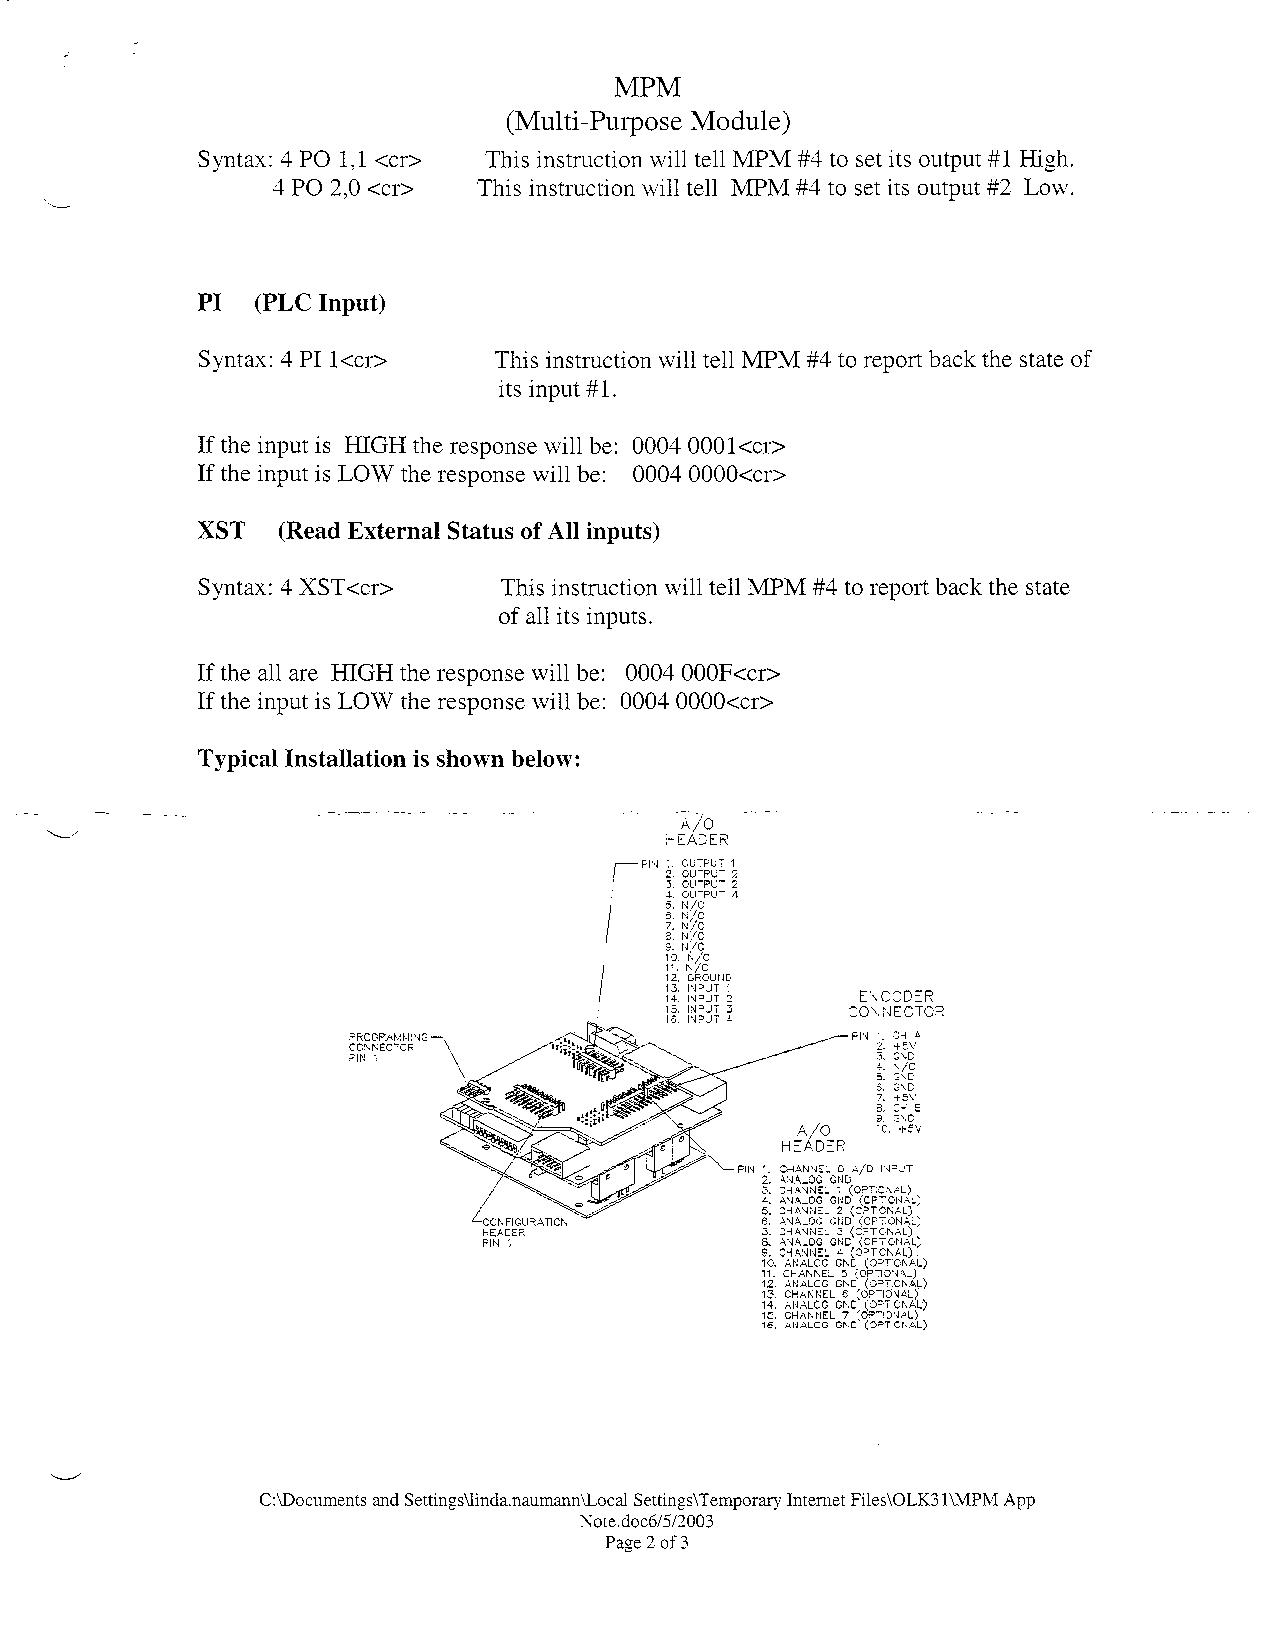 MPM
(Multi-Purpose Module)
Syntax: 4 PO 1,1 <cr> This instruction will tell MPM #4 to set its output #1 High.
4 PO 2,0 <cr> This instruction will tell MPM #4 to set its output #2 Low.
PI (PLC Input)
Syntax: 4 PI 1<cr> This instruction will tell MPM #4 to report back the state of
its input #1.
If the input is HIGH the response will be: 0004 0001<cr>
If the input is LOW the response will be: 0004 0000<cr>
XST (Read External Status of All inputs)
Syntax: 4 XST<cr> This instruction will tell MPM #4 to report back the state
of all its inputs.
If the all are HIGH the response will be: 0004 000F<cr>
If the input is LOW the response will be: 0004 0000<cr>
Typical Installation is shown below:
A/O
HEADER
PIN 1. OUTPUT 1
2. OUTPUT 2
3. OUTPUT 2
4. OUTPUT 4
5. N/C
6. N/C
7. N/C
8. N/C
9. N/C
10. N/C
11. N/C
12. GROUND
13. INPUT 1
14. INPUT 2
15. INPUT 3
16. INPUT 4
ENCODER
CONNECTOR
PIN 1. CH A
2. +5V
3. GND
4. N/C
5. GND
6. GND
7. +5V
8. CH B
9. GND
10. +5V
PROGRAMMING
CONNECTOR
PIN 1
A/O
HEADER
PIN 1. CHANNEL 0 A/D INPUT
2. ANALOG GND
3. CHANNEL 1 (OPTIONAL)
4. ANALOG GND (OPTIONAL)
5. CHANNEL 2 (OPTIONAL)
6. ANALOG GND (OPTIONAL)
3. CHANNEL 3 (OPTIONAL)
8. ANALOG GND (OPTIONAL)
9. CHANNEL 4 (OPTIONAL)
10. ANALOG GND (OPTIONAL)
11. CHANNEL 5 (OPTIONAL)
12. ANALOG GND (OPTIONAL)
13. CHANNEL 6 (OPTIONAL)
14. ANALOG GND (OPTIONAL)
15. CHANNEL 7 (OPTIONAL)
16. ANALOG GND (OPTIONAL)
CONFIGURATION
HEADER
PIN 1
C:\Documents and Settings\linda.naumann\Local Settings\Temporary Internet Files\OLK31\MPM App
Note.doc6/5/2003
Page 2 of 3